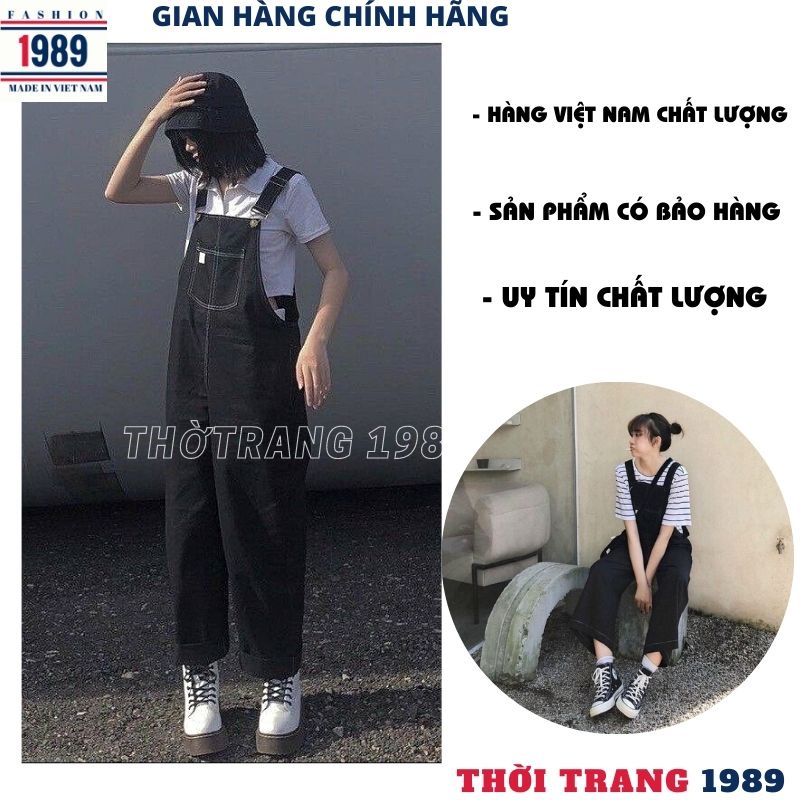 FASHION
1989
MADE IN VIET NAM
GIAN HÀNG CHÍNH HÃNG
- HÀNG VIỆT NAM CHẤT LƯỢNG
- SẢN PHẨM CÓ BẢO HÀNG
- UY TÍN CHẤT LƯỢNG
THỜTRANG 198
THỜI TRANG 1989